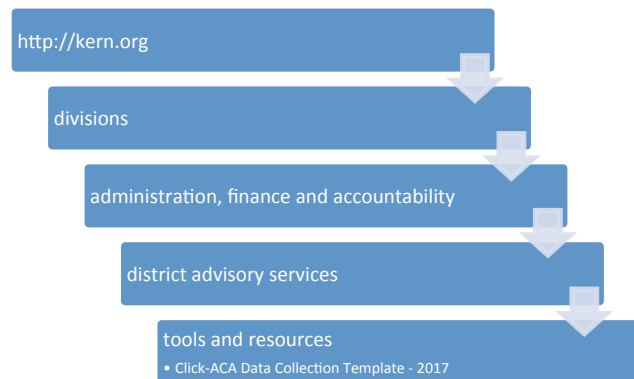 http://kern.org
divisions
administration, finance and accountability
district advisory services
tools and resources
• Click-ACA Data Collection Template - 2017